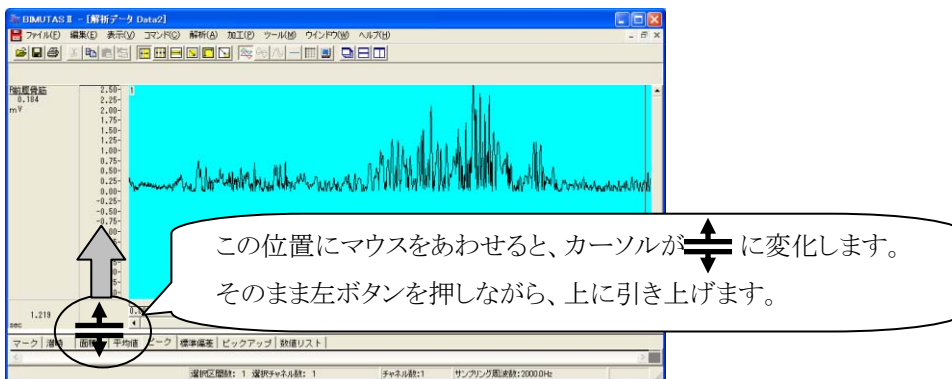 BIMUTASⅡ - [解析データ Data2]
ファイル(F) 編集(E) 表示(V) コマンド(C) 解析(A) 加工(P) ツール(M) ウインドウ(W) ヘルプ(H)
R前脛骨筋
0.184
mV
2.50-
2.25-
2.00-
1.75-
1.50-
1.25-
1.00-
0.75-
0.50-
0.25-
0.00-
-0.25-
-0.50-
-0.75-
1
この位置にマウスをあわせると、カーソルが に変化します。
そのまま左ボタンを押しながら、上に引き上げます。
1.219
sec
マーク 潜時 平均値 ピーク 標準偏差 ピックアップ 数値リスト
選択区間数: 1 選択チャネル数: 1 チャネル数:1 サンプリング周波数:2000.0Hz